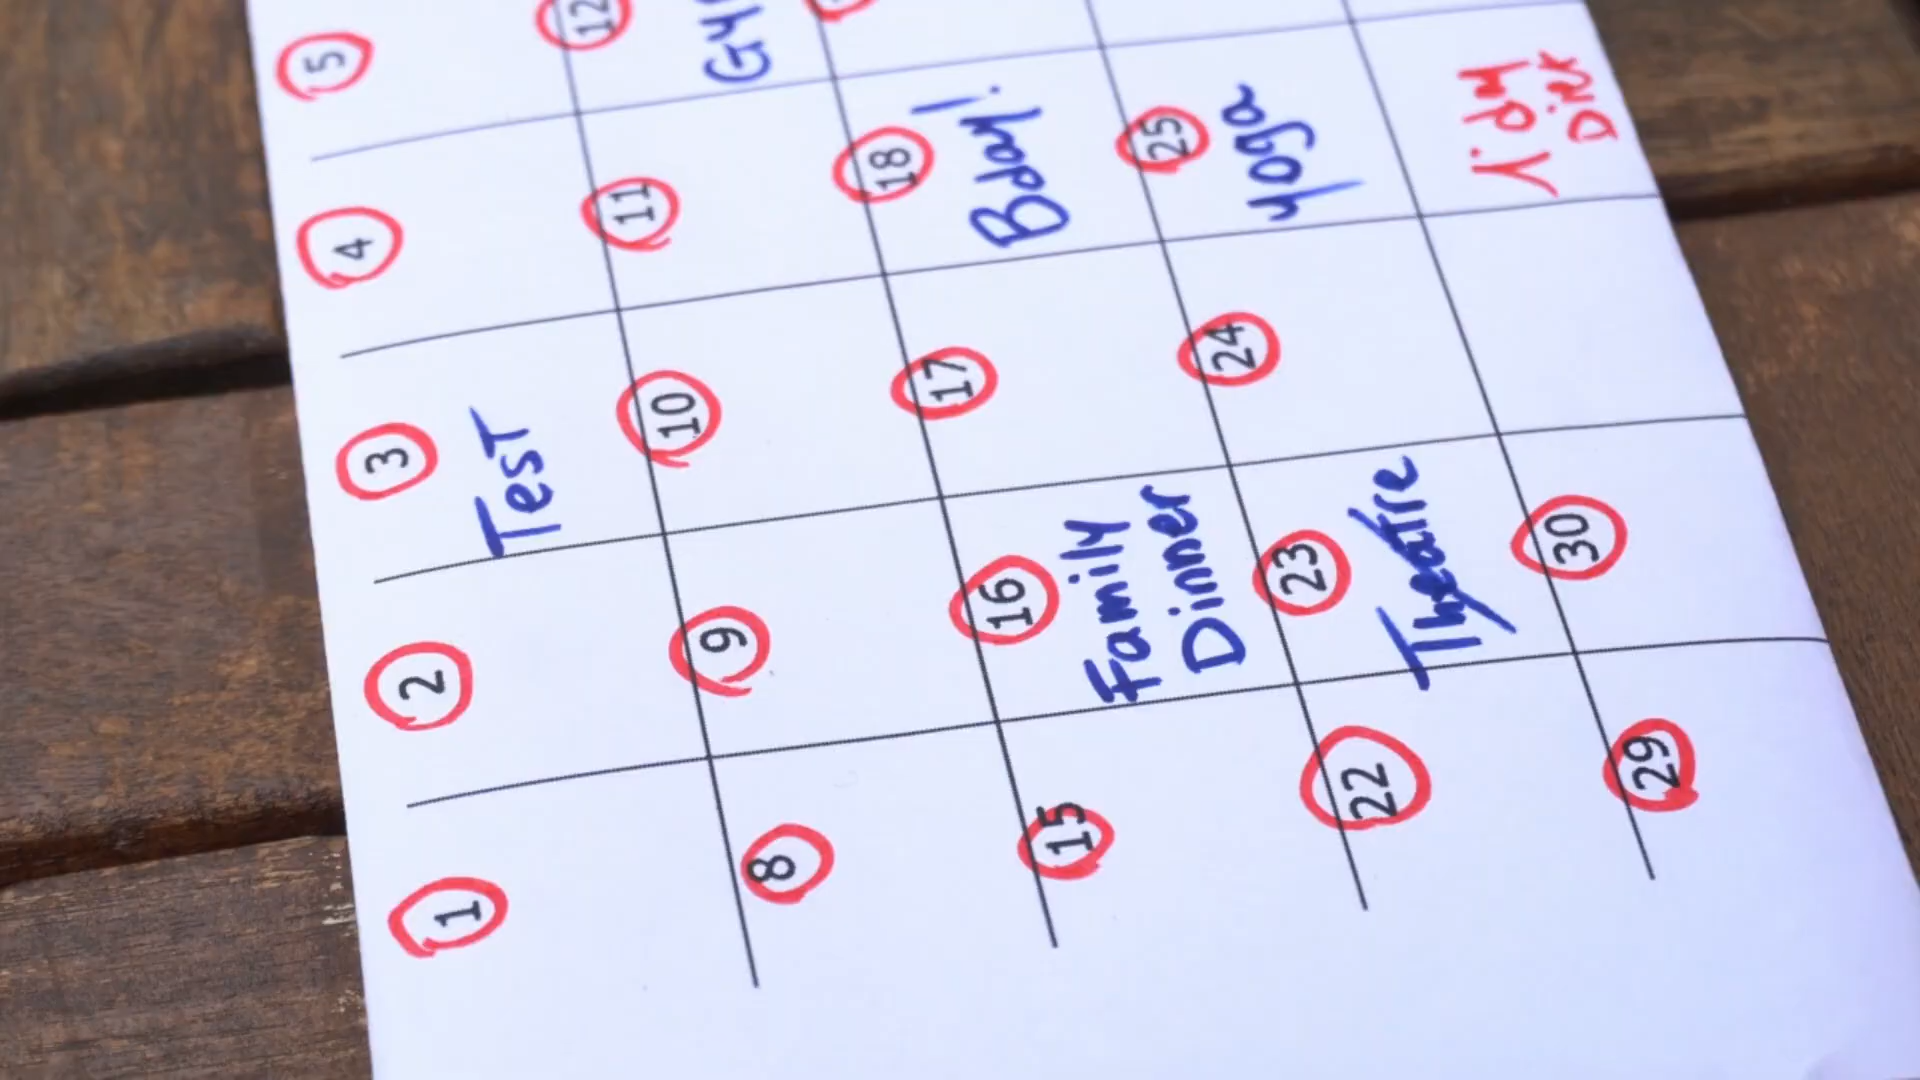 1 2 3 4 5
Test
8 9 10 11 12
Gy
15 16 17 18
Family Bday!
Dinner
22 23 24 25
Theatre Yoga
29 30